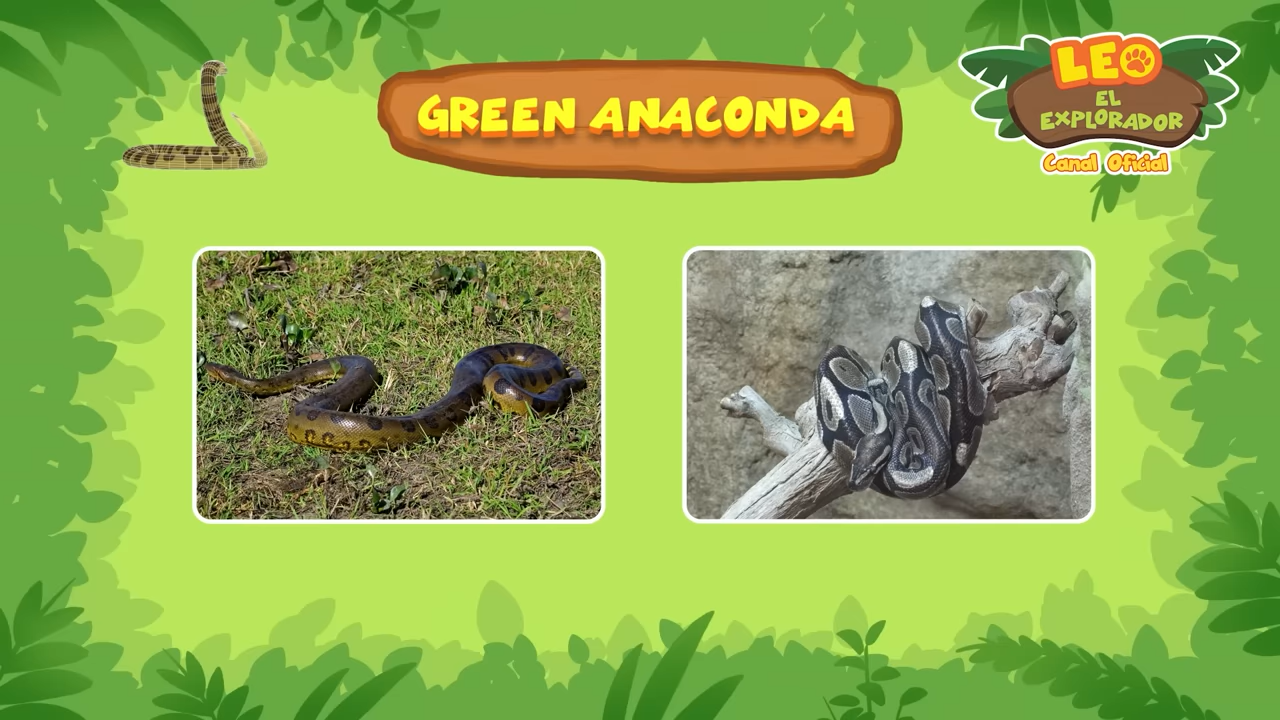 GREEN ANACONDA
LEO
EL
EXPLORADOR
Canal Oficial